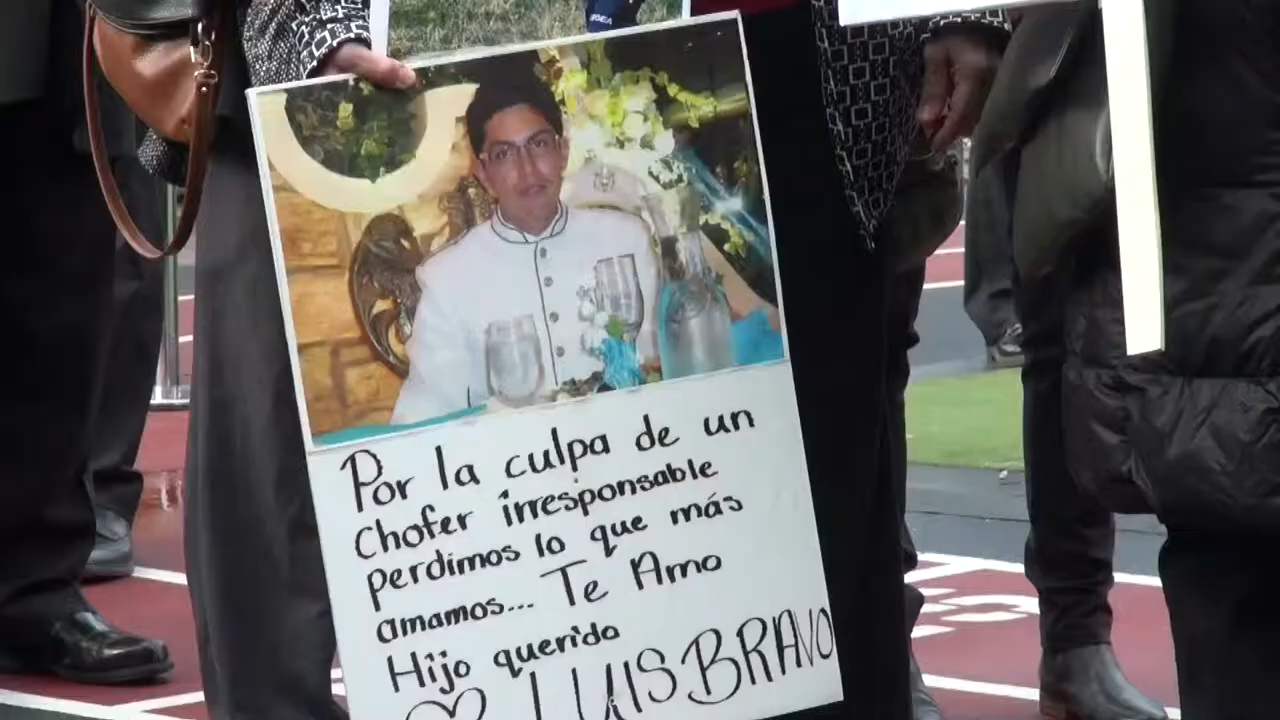 Por la culpa de un
Chofer irresponsable
perdimos lo que más
amamos... Te Amo
Hijo querido
♡ LUIS BRAVO